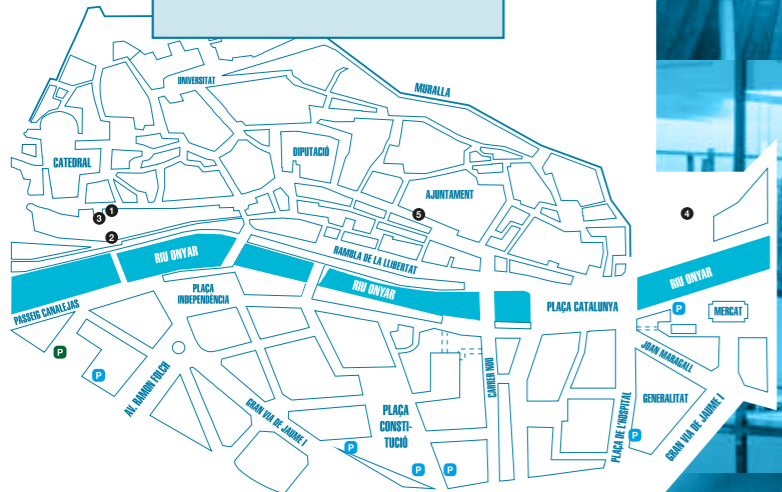 UNIVERSITAT
MURALLA
CATEDRAL
DIPUTACIÓ
AJUNTAMENT
1
3
5
4
2
RIU ONYAR
RAMBLA DE LA LLIBERTAT
RIU ONYAR
PLAÇA
INDEPENDÈNCIA
RIU ONYAR
PASSEIG CANALEJAS
PLAÇA CATALUNYA
P
MERCAT
P
P
AV. RAMON FOLCH
JOAN MARAGALL
CARRER NOU
GENERALITAT
GRAN VIA DE JAUME I
PLAÇA
CONSTI-
TUCIÓ
PLAÇA DE L'HOSPITAL
GRAN VIA DE JAUME I
P
P
P
P